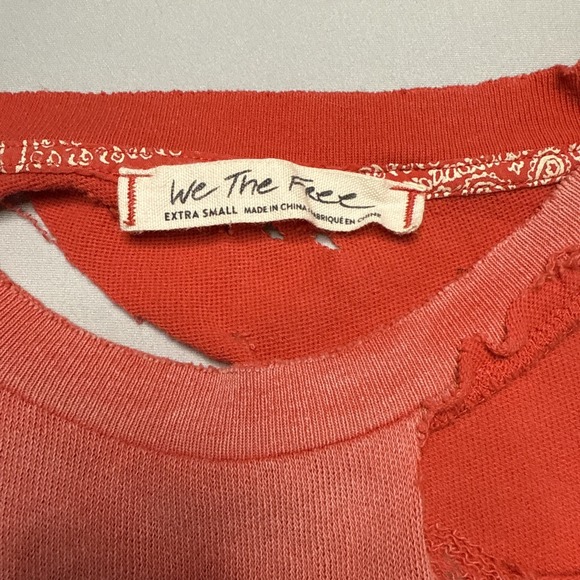 We The Free
EXTRA SMALL MADE IN CHINA/FABRIQUÉ EN CHINE